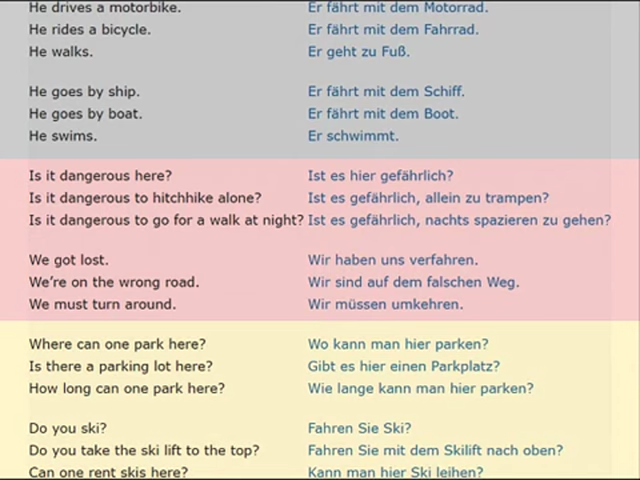 He drives a motorbike. Er fährt mit dem Motorrad.
He rides a bicycle. Er fährt mit dem Fahrrad.
He walks. Er geht zu Fuß.
He goes by ship. Er fährt mit dem Schiff.
He goes by boat. Er fährt mit dem Boot.
He swims. Er schwimmt.
Is it dangerous here? Ist es hier gefährlich?
Is it dangerous to hitchhike alone? Ist es gefährlich, allein zu trampen?
Is it dangerous to go for a walk at night? Ist es gefährlich, nachts spazieren zu gehen?
We got lost. Wir haben uns verfahren.
We’re on the wrong road. Wir sind auf dem falschen Weg.
We must turn around. Wir müssen umkehren.
Where can one park here? Wo kann man hier parken?
Is there a parking lot here? Gibt es hier einen Parkplatz?
How long can one park here? Wie lange kann man hier parken?
Do you ski? Fahren Sie Ski?
Do you take the ski lift to the top? Fahren Sie mit dem Skilift nach oben?
Can one rent skis here? Kann man hier Ski leihen?